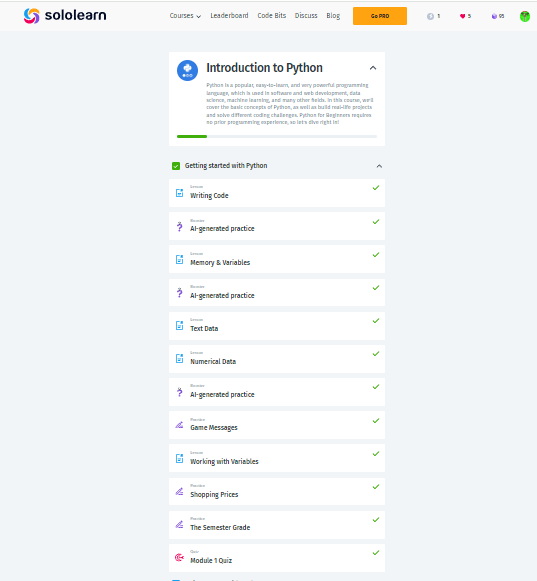 sololearn
Courses Leaderboard Code Bits Discuss Blog Go PRO 1 5
Introduction to Python
Python is a popular, easy-to-learn, and very powerful programming
language, which is used in software and web development, data
science, machine learning, and many other fields. In this course, we'll
cover the basic concepts of Python, as well as build real-life projects
and solve different coding challenges. Python for Beginners requires
no prior programming experience, so let's dive right in!
Getting started with Python
Lesson
Writing Code
AI-generated practice
Lesson
Memory & Variables
AI-generated practice
Lesson
Text Data
Lesson
Numerical Data
AI-generated practice
Practice
Game Messages
Lesson
Working with Variables
Practice
Shopping Prices
Practice
The Semester Grade
Quiz
Module 1 Quiz